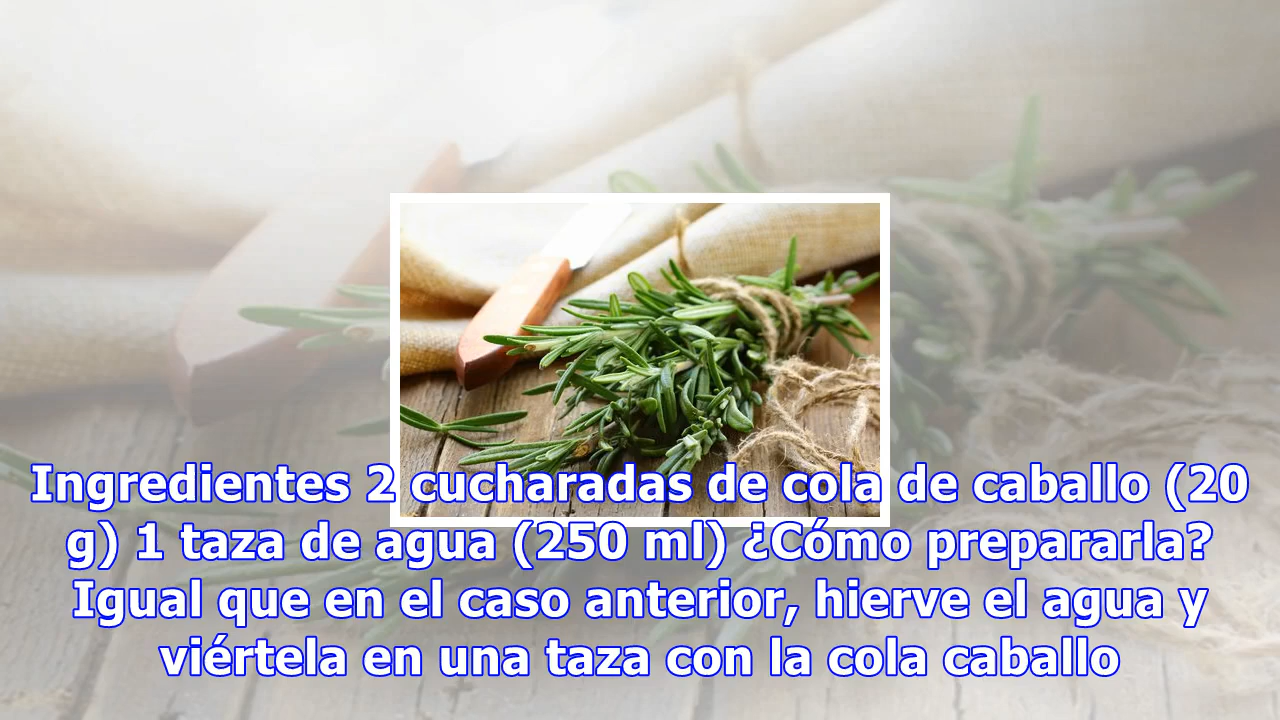 Ingredientes 2 cucharadas de cola de caballo (20
g) 1 taza de agua (250 ml) ¿Cómo prepararla?
Igual que en el caso anterior, hierve el agua y
viértela en una taza con la cola caballo